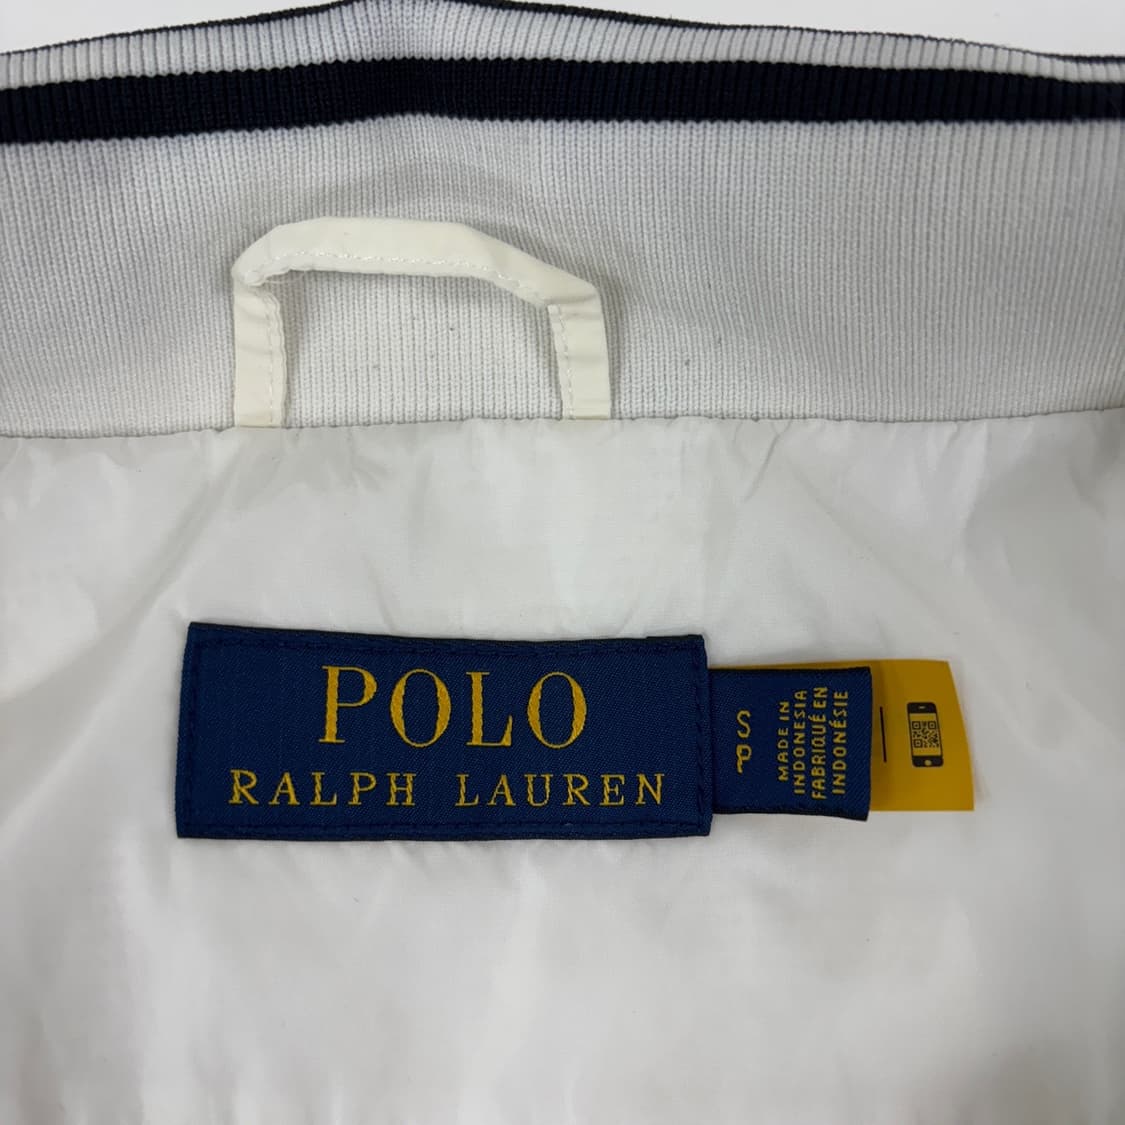 POLO
RALPH LAUREN
S
P
MADE IN
INDONESIA
FABRIQUÉ EN
INDONÉSIE